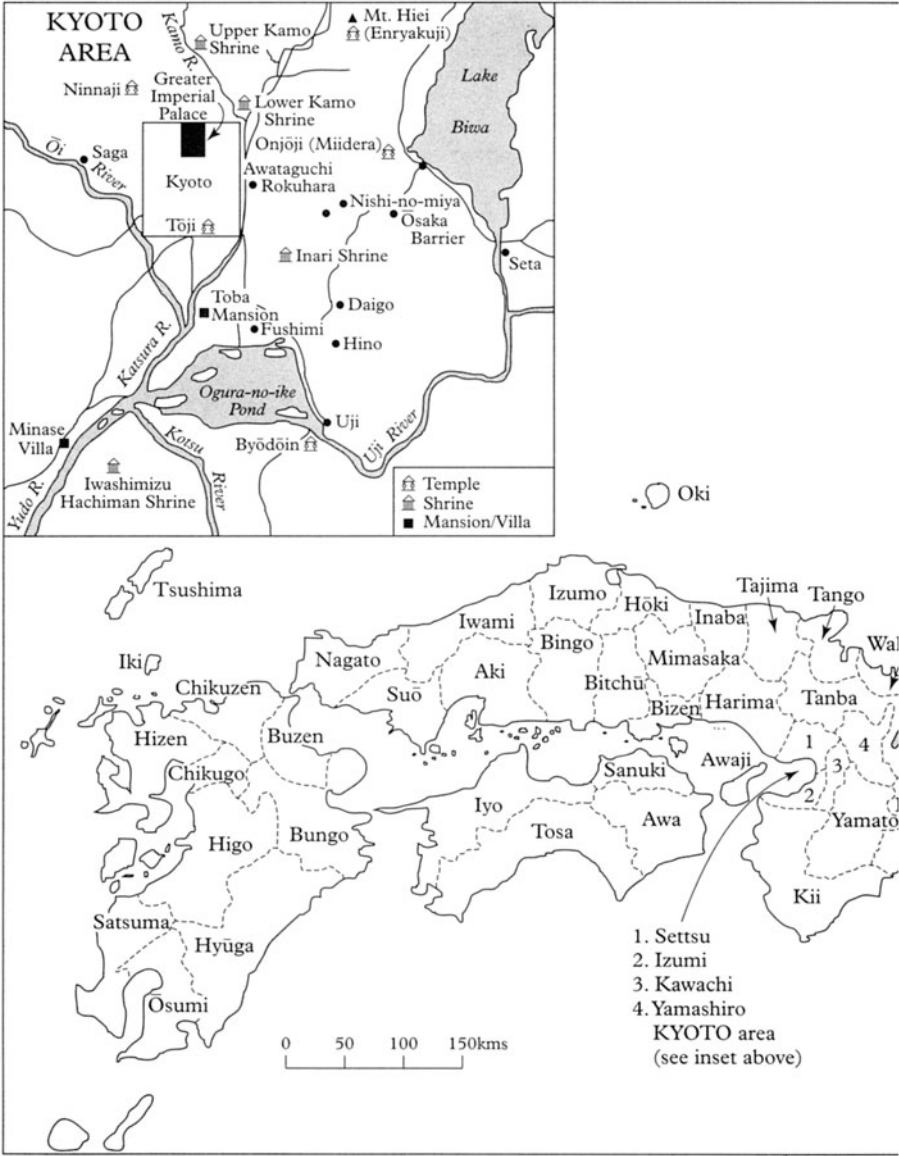 KYOTO
AREA
Kamo R.
Upper Kamo
Shrine
Mt. Hiei
(Enryakuji)
Lake
Biwa
Ninnaji
Greater
Imperial
Palace
Lower Kamo
Shrine
Onjōji (Miidera)
Ōi
River
Saga
Kyoto
Awataguchi
Rokuhara
Nishi-no-miya
Ōsaka
Barrier
Tōji
Inari Shrine
Seta
Toba
Mansion
Daigo
Fushimi
Hino
Katsura R.
Ogura-no-ike
Pond
Uji
Minase
Villa
Kotsu
River
Byōdōin
Uji River
Yudo R.
Iwashimizu
Hachiman Shrine
Temple
Shrine
Mansion/Villa
Oki
Tsushima
Izumo
Hōki
Inaba
Tajima
Tango
Iwami
Bingo
Mimasaka
Iki
Nagato
Aki
Bitchū
Tanba
Chikuzen
Suō
Bizen
Harima
Hizen
Buzen
1
4
Chikugo
Sanuki
Awaji
3
2
Iyo
Awa
Yamato
Higo
Bungo
Tosa
Kii
Satsuma
Hyūga
Ōsumi
1. Settsu
2. Izumi
3. Kawachi
4. Yamashiro
KYOTO area
(see inset above)
0 50 100 150kms